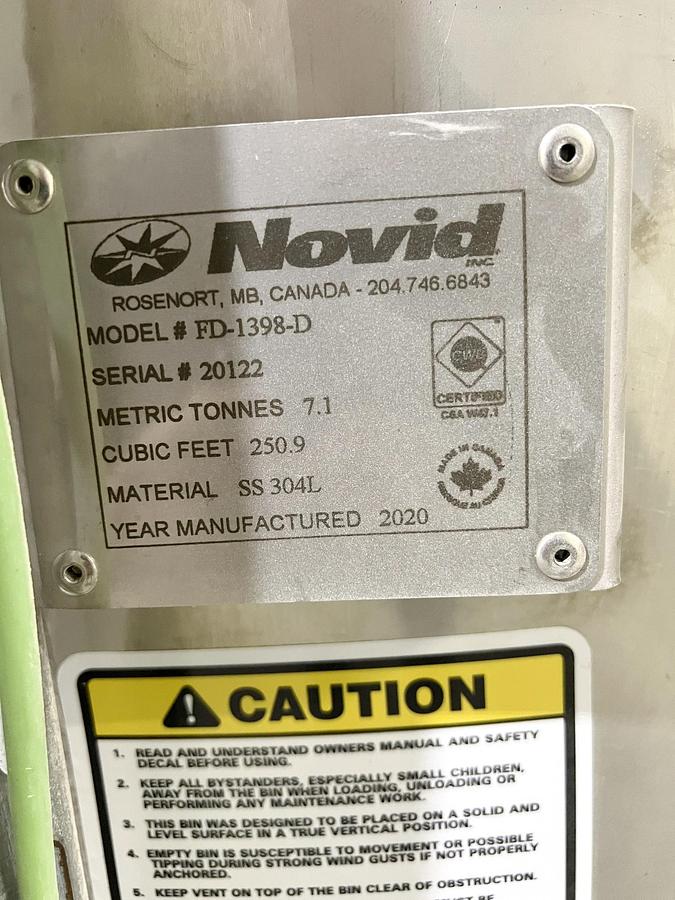 Novid
INC.
ROSENORT, MB, CANADA - 204.746.6843
MODEL # FD-1398-D
SERIAL # 20122
METRIC TONNES 7.1
CUBIC FEET 250.9
MATERIAL SS 304L
YEAR MANUFACTURED 2020
CWB
CERTIFIED
CSA W47.1
MADE IN CANADA
FABRIQUÉ AU CANADA
CAUTION
1. READ AND UNDERSTAND OWNERS MANUAL AND SAFETY
DECAL BEFORE USING.
2. KEEP ALL BYSTANDERS, ESPECIALLY SMALL CHILDREN,
AWAY FROM THE BIN WHEN LOADING, UNLOADING OR
PERFORMING ANY MAINTENANCE WORK.
3. THIS BIN WAS DESIGNED TO BE PLACED ON A SOLID AND
LEVEL SURFACE IN A TRUE VERTICAL POSITION.
4. EMPTY BIN IS SUSCEPTIBLE TO MOVEMENT OR POSSIBLE
TIPPING DURING STRONG WIND GUSTS IF NOT PROPERLY
ANCHORED.
5. KEEP VENT ON TOP OF THE BIN CLEAR OF OBSTRUCTION.